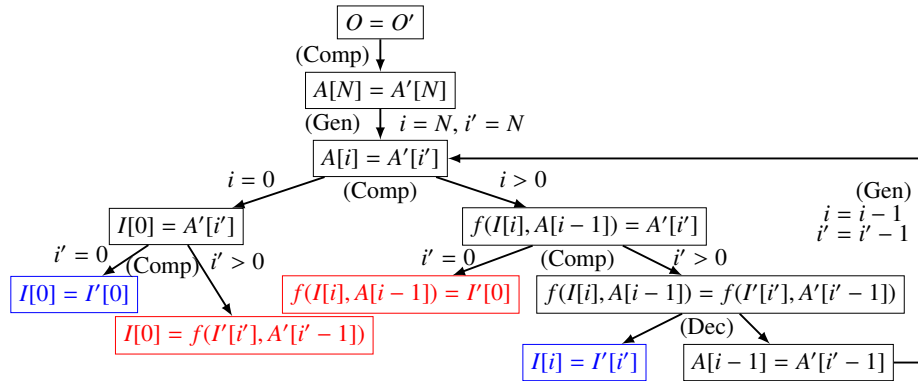 O = O′
(Comp)
A[N] = A′[N]
(Gen) i = N, i′ = N
A[i] = A′[i′]
i = 0 (Comp) i > 0
(Gen)
i = i − 1
i′ = i′ − 1
I[0] = A′[i′] f(I[i], A[i − 1]) = A′[i′]
i′ = 0 (Comp) i′ > 0 i′ = 0 (Comp) i′ > 0
I[0] = I′[0] f(I[i], A[i − 1]) = I′[0] f(I[i], A[i − 1]) = f(I′[i′], A′[i′ − 1])
I[0] = f(I′[i′], A′[i′ − 1]) (Dec)
I[i] = I′[i′] A[i − 1] = A′[i′ − 1]